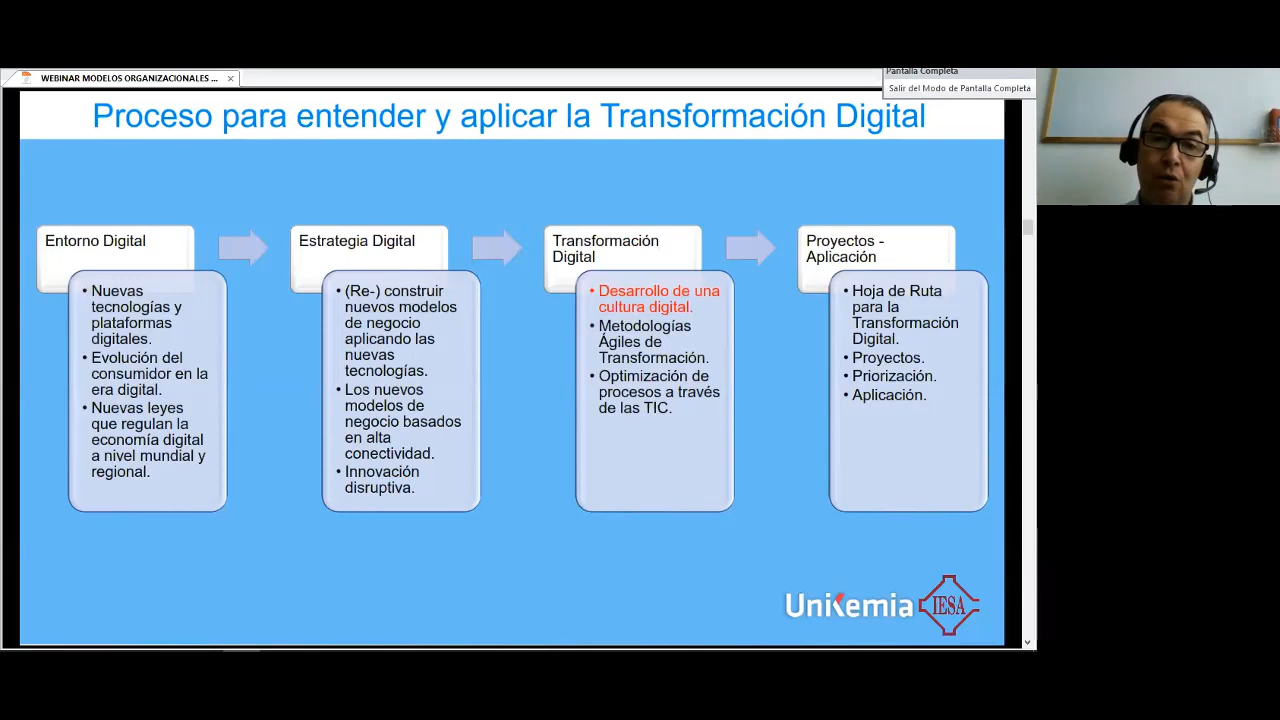 WEBINAR MODELOS ORGANIZACIONALES ...
Pantalla Completa
Salir del Modo de Pantalla Completa
Proceso para entender y aplicar la Transformación Digital
Entorno Digital
• Nuevas
tecnologías y
plataformas
digitales.
• Evolución del
consumidor en la
era digital.
• Nuevas leyes
que regulan la
economía digital
a nivel mundial y
regional.
Estrategia Digital
• (Re-) construir
nuevos modelos
de negocio
aplicando las
nuevas
tecnologías.
• Los nuevos
modelos de
negocio basados
en alta
conectividad.
• Innovación
disruptiva.
Transformación
Digital
• Desarrollo de una
cultura digital.
• Metodologías
Ágiles de
Transformación.
• Optimización de
procesos a través
de las TIC.
Proyectos -
Aplicación
• Hoja de Ruta
para la
Transformación
Digital.
• Proyectos.
• Priorización.
• Aplicación.
UniKemia
IESA